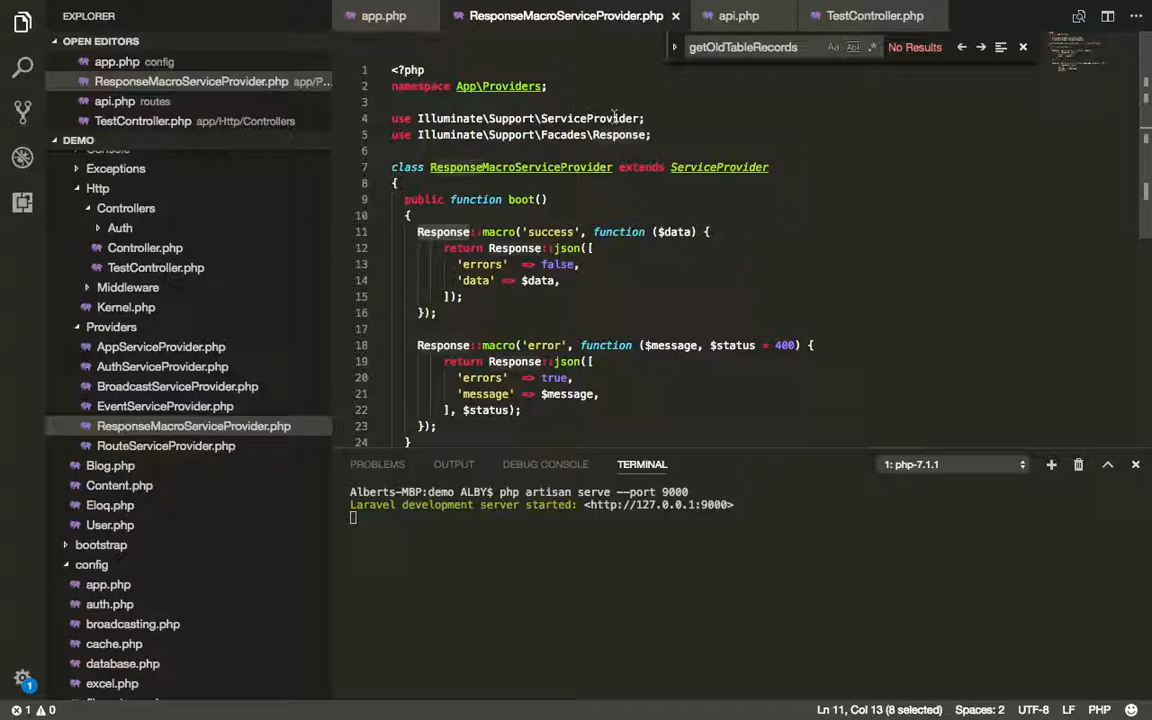 EXPLORER
OPEN EDITORS
app.php config
ResponseMacroServiceProvider.php app/P...
api.php routes
TestController.php app/Http/Controllers
DEMO
Exceptions
Http
Controllers
Auth
Controller.php
TestController.php
Middleware
Kernel.php
Providers
AppServiceProvider.php
AuthServiceProvider.php
BroadcastServiceProvider.php
EventServiceProvider.php
ResponseMacroServiceProvider.php
RouteServiceProvider.php
Blog.php
Content.php
Eloq.php
User.php
bootstrap
config
app.php
auth.php
broadcasting.php
cache.php
database.php
excel.php
app.php ResponseMacroServiceProvider.php api.php TestController.php
getOldTableRecords Aa Abl .* No Results
1 <?php
2 namespace App\Providers;
3
4 use Illuminate\Support\ServiceProvider;
5 use Illuminate\Support\Facades\Response;
6
7 class ResponseMacroServiceProvider extends ServiceProvider
8 {
9 public function boot()
10 {
11 Response::macro('success', function ($data) {
12 return Response::json([
13 'errors' => false,
14 'data' => $data,
15 ]);
16 });
17
18 Response::macro('error', function ($message, $status = 400) {
19 return Response::json([
20 'errors' => true,
21 'message' => $message,
22 ], $status);
23 });
24 }
PROBLEMS OUTPUT DEBUG CONSOLE TERMINAL 1: php-7.1.1
Alberts-MBP:demo ALBY$ php artisan serve --port 9000
Laravel development server started: <http://127.0.0.1:9000>
1
1 0 Ln 11, Col 13 (8 selected) Spaces: 2 UTF-8 LF PHP